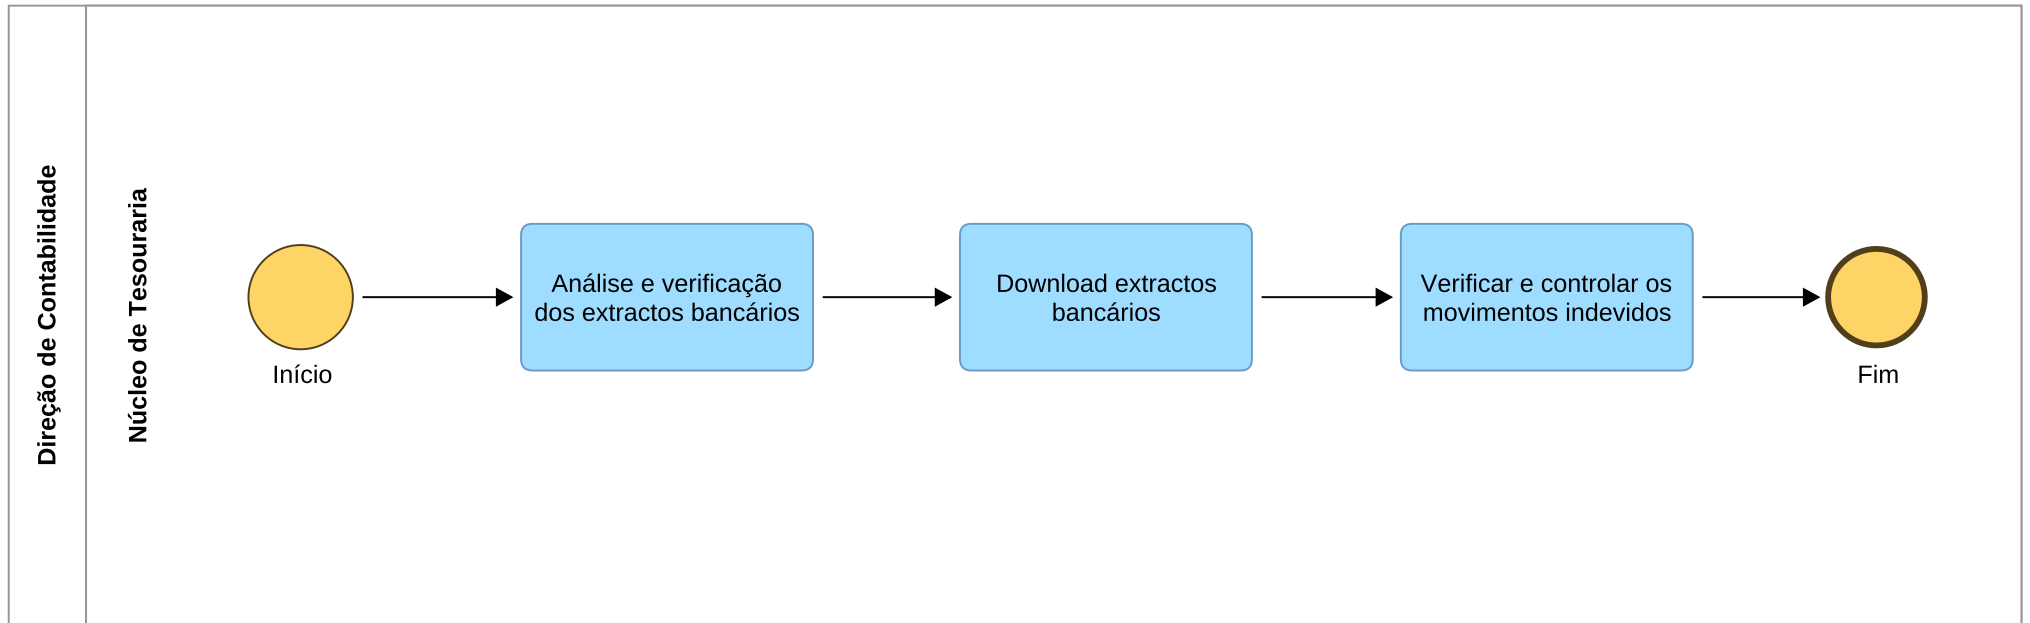 Direção de Contabilidade
Núcleo de Tesouraria
Início
Análise e verificação
dos extractos bancários
Download extractos
bancários
Verificar e controlar os
movimentos indevidos
Fim